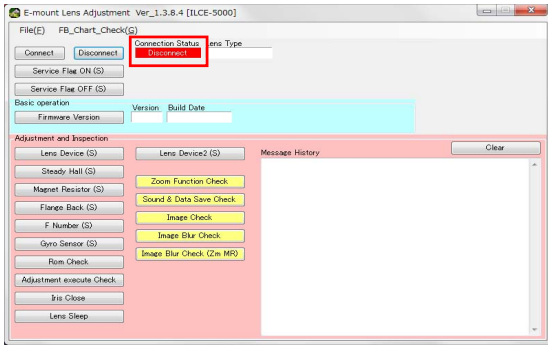 E-mount Lens Adjustment Ver_1.3.8.4 [ILCE-5000]
File(F) FB_Chart_Check(G)
Connection Status Lens Type
Connect Disconnect Disconnect
Service Flag ON (S)
Service Flag OFF (S)
Basic operation
Version Build Date
Firmware Version
Adjustment and Inspection
Lens Device (S) Lens Device2 (S) Message History Clear
Steady Hall (S)
Zoom Function Check
Magnet Resistor (S)
Sound & Data Save Check
Flange Back (S)
Image Check
F Number (S)
Image Blur Check
Gyro Sensor (S)
Image Blur Check (Zm MR)
Rom Check
Adjustment execute Check
Iris Close
Lens Sleep